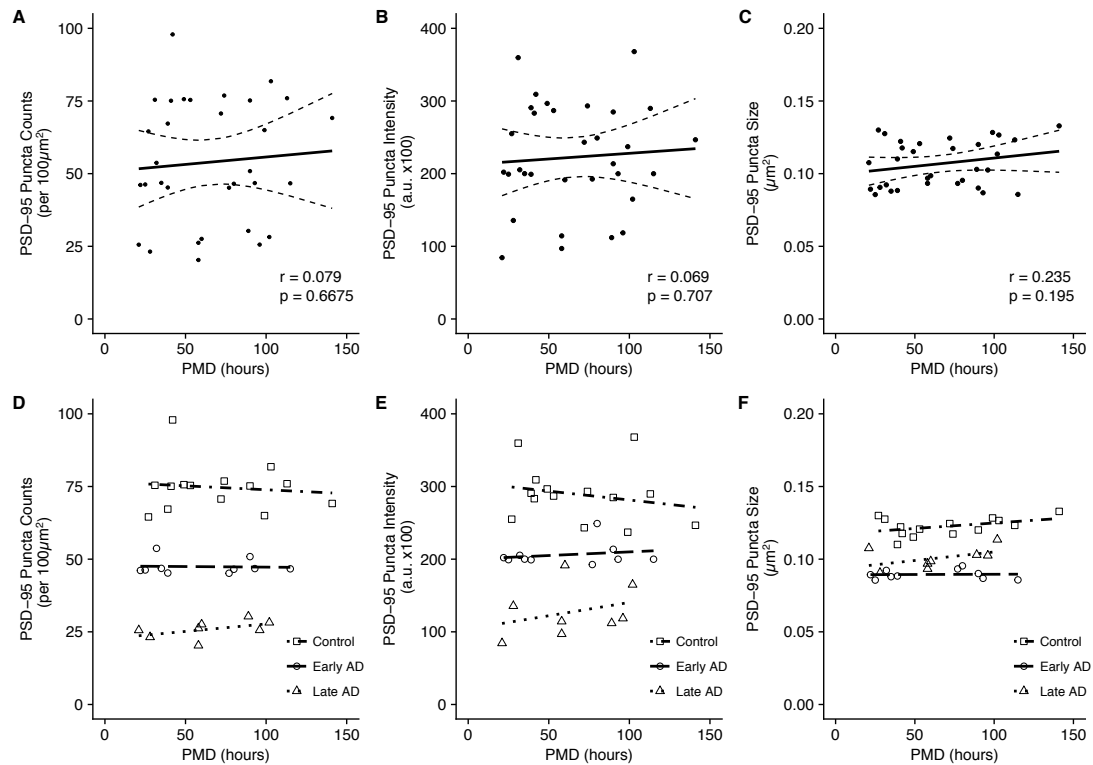 A
PSD−95 Puncta Counts
(per 100μm2)
100
75
50
25
0
r = 0.079
p = 0.6675
0 50 100 150
PMD (hours)
B
PSD−95 Puncta Intensity
(a.u. x100)
400
300
200
100
0
r = 0.069
p = 0.707
0 50 100 150
PMD (hours)
C
PSD−95 Puncta Size
(μm2)
0.20
0.15
0.10
0.05
0.00
r = 0.235
p = 0.195
0 50 100 150
PMD (hours)
D
PSD−95 Puncta Counts
(per 100μm2)
100
75
50
25
0
Control
Early AD
Late AD
0 50 100 150
PMD (hours)
E
PSD−95 Puncta Intensity
(a.u. x100)
400
300
200
100
0
Control
Early AD
Late AD
0 50 100 150
PMD (hours)
F
PSD−95 Puncta Size
(μm2)
0.20
0.15
0.10
0.05
0.00
Control
Early AD
Late AD
0 50 100 150
PMD (hours)